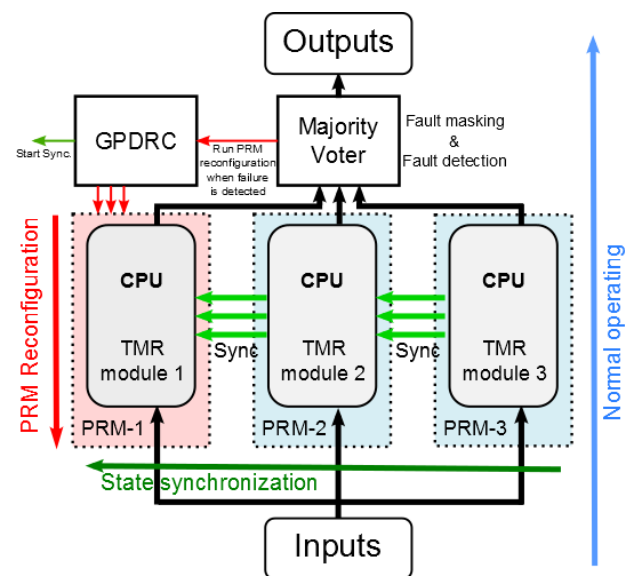 Outputs
GPDRC
Majority
Voter
Fault masking
&
Fault detection
Start Sync.
Run PRM
reconfiguration
when failure
is detected
PRM Reconfiguration
Normal operating
CPU
TMR
module 1
PRM-1
Sync
CPU
TMR
module 2
PRM-2
Sync
CPU
TMR
module 3
PRM-3
State synchronization
Inputs